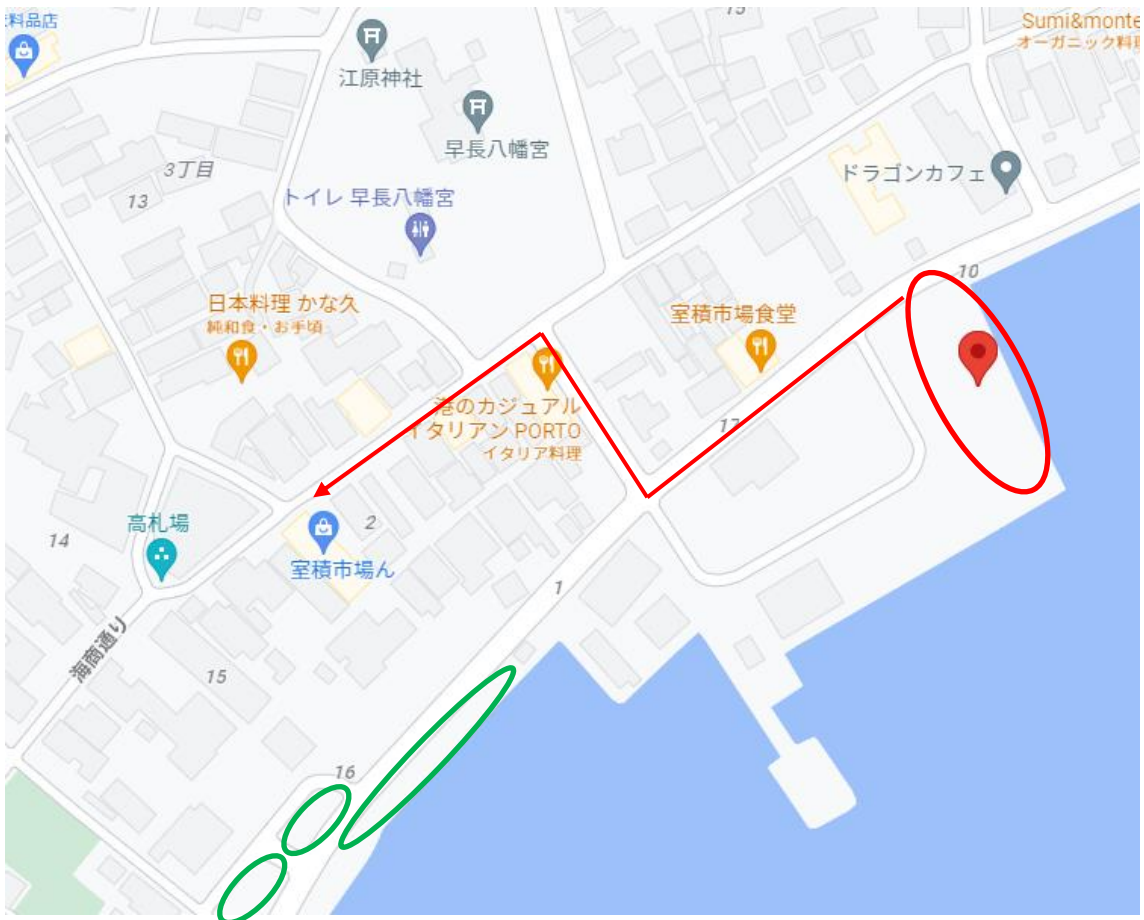 料品店
江原神社
早長八幡宮
トイレ 早長八幡宮
3丁目
13
15
Sumi&monte
オーガニック料理
ドラゴンカフェ
10
日本料理 かな久
純和食・お手頃
室積市場食堂
17
港のカジュアル
イタリアン PORTO
イタリア料理
高札場
14
2
室積市場ん
1
海商通り
15
16